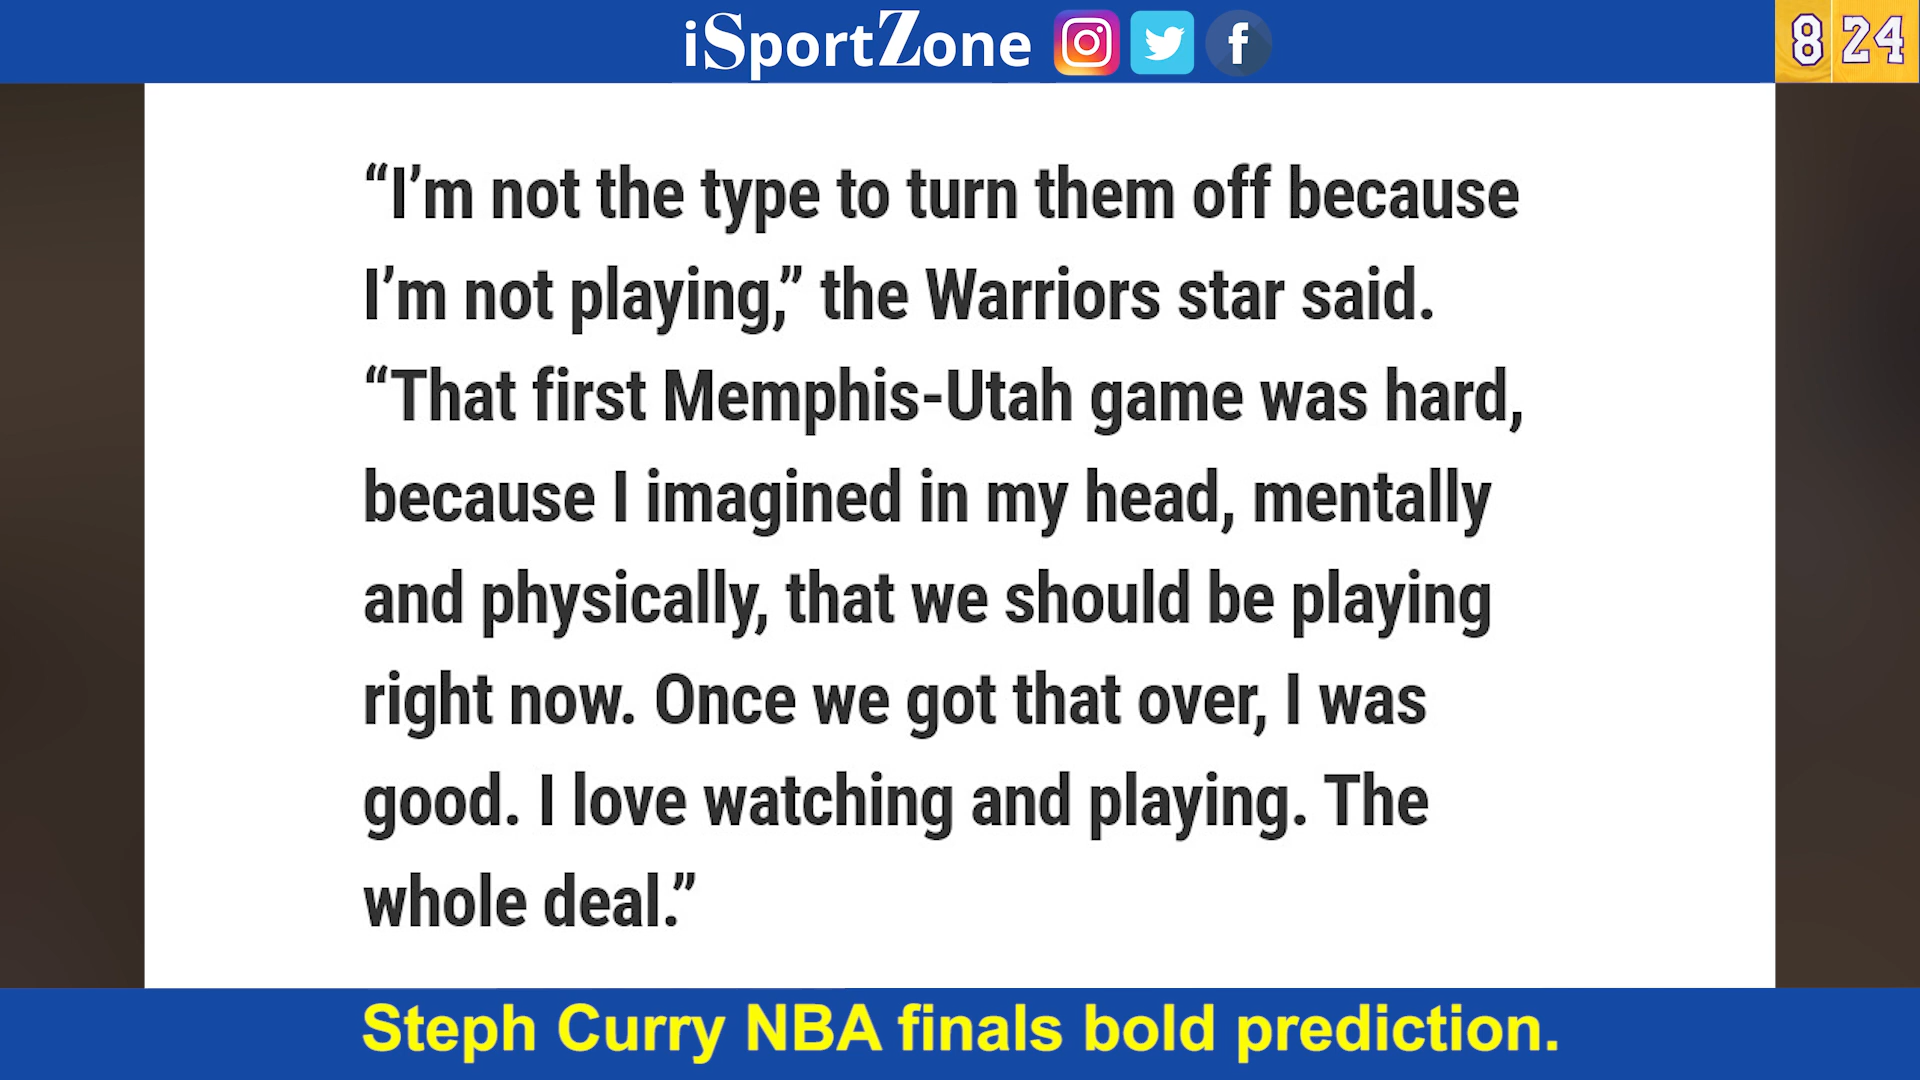 iSportZone
8 24
“I’m not the type to turn them off because
I’m not playing,” the Warriors star said.
“That first Memphis-Utah game was hard,
because I imagined in my head, mentally
and physically, that we should be playing
right now. Once we got that over, I was
good. I love watching and playing. The
whole deal.”
Steph Curry NBA finals bold prediction.